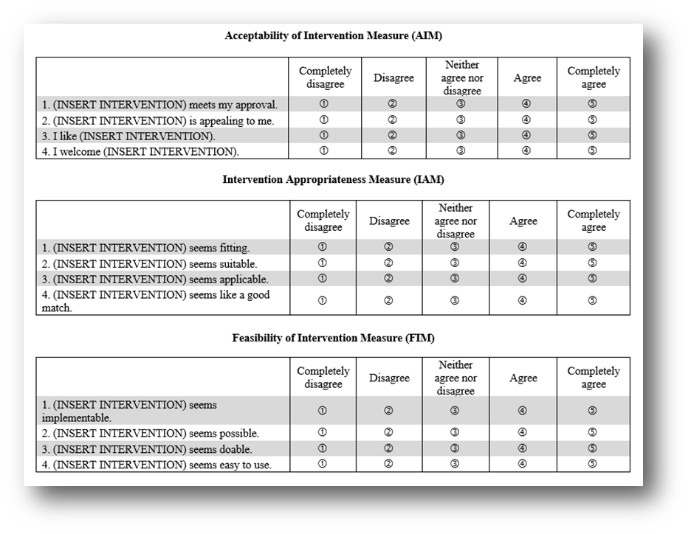 Acceptability of Intervention Measure (AIM)
Completely disagree Disagree Neither agree nor disagree Agree Completely agree
1. (INSERT INTERVENTION) meets my approval. ① ② ③ ④ ⑤
2. (INSERT INTERVENTION) is appealing to me. ① ② ③ ④ ⑤
3. I like (INSERT INTERVENTION). ① ② ③ ④ ⑤
4. I welcome (INSERT INTERVENTION). ① ② ③ ④ ⑤
Intervention Appropriateness Measure (IAM)
Completely disagree Disagree Neither agree nor disagree Agree Completely agree
1. (INSERT INTERVENTION) seems fitting. ① ② ③ ④ ⑤
2. (INSERT INTERVENTION) seems suitable. ① ② ③ ④ ⑤
3. (INSERT INTERVENTION) seems applicable. ① ② ③ ④ ⑤
4. (INSERT INTERVENTION) seems like a good
match. ① ② ③ ④ ⑤
Feasibility of Intervention Measure (FIM)
Completely disagree Disagree Neither agree nor disagree Agree Completely agree
1. (INSERT INTERVENTION) seems
implementable. ① ② ③ ④ ⑤
2. (INSERT INTERVENTION) seems possible. ① ② ③ ④ ⑤
3. (INSERT INTERVENTION) seems doable. ① ② ③ ④ ⑤
4. (INSERT INTERVENTION) seems easy to use. ① ② ③ ④ ⑤